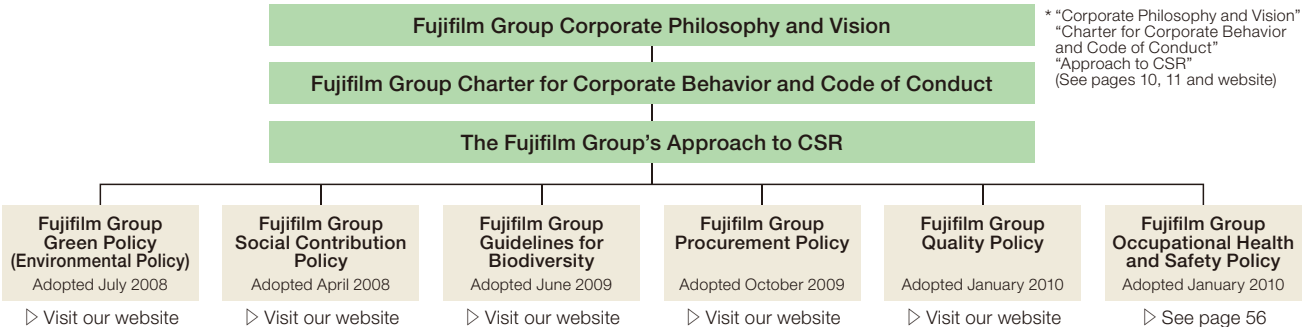 Fujifilm Group Corporate Philosophy and Vision
* “Corporate Philosophy and Vision”
“Charter for Corporate Behavior
and Code of Conduct”
“Approach to CSR”
(See pages 10, 11 and website)
Fujifilm Group Charter for Corporate Behavior and Code of Conduct
The Fujifilm Group’s Approach to CSR
Fujifilm Group
Green Policy
(Environmental Policy)
Adopted July 2008
▷ Visit our website
Fujifilm Group
Social Contribution
Policy
Adopted April 2008
▷ Visit our website
Fujifilm Group
Guidelines for
Biodiversity
Adopted June 2009
▷ Visit our website
Fujifilm Group
Procurement Policy
Adopted October 2009
▷ Visit our website
Fujifilm Group
Quality Policy
Adopted January 2010
▷ Visit our website
Fujifilm Group
Occupational Health
and Safety Policy
Adopted January 2010
▷ See page 56